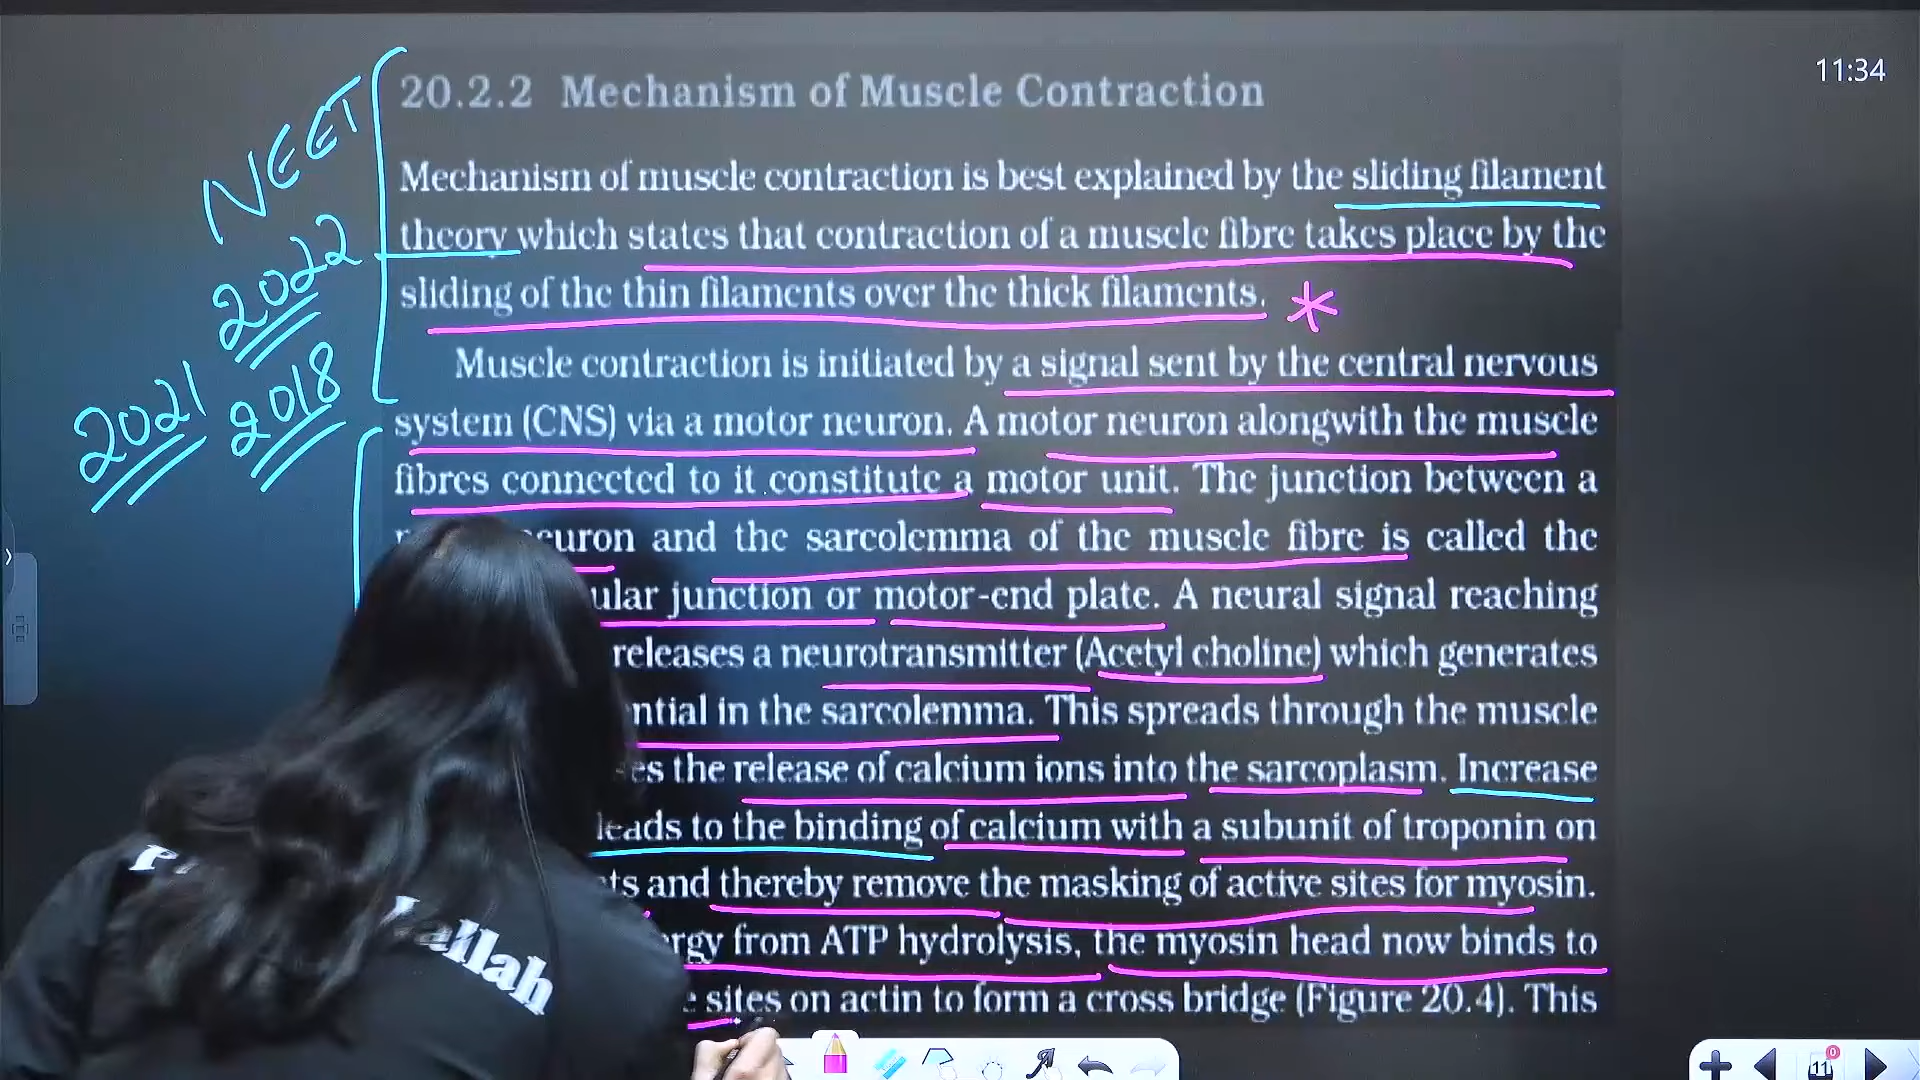 11:34
NEET
2022
2021 2018
20.2.2 Mechanism of Muscle Contraction
Mechanism of muscle contraction is best explained by the sliding filament
theory which states that contraction of a muscle fibre takes place by the
sliding of the thin filaments over the thick filaments. *
Muscle contraction is initiated by a signal sent by the central nervous
system (CNS) via a motor neuron. A motor neuron alongwith the muscle
fibres connected to it constitute a motor unit. The junction between a
and the sarcolemma of the muscle fibre is called the
junction or motor-end plate. A neural signal reaching
releases a neurotransmitter (Acetyl choline) which generates
in the sarcolemma. This spreads through the muscle
the release of calcium ions into the sarcoplasm. Increase
leads to the binding of calcium with a subunit of troponin on
and thereby remove the masking of active sites for myosin.
from ATP hydrolysis, the myosin head now binds to
sites on actin to form a cross bridge (Figure 20.4). This
11
0